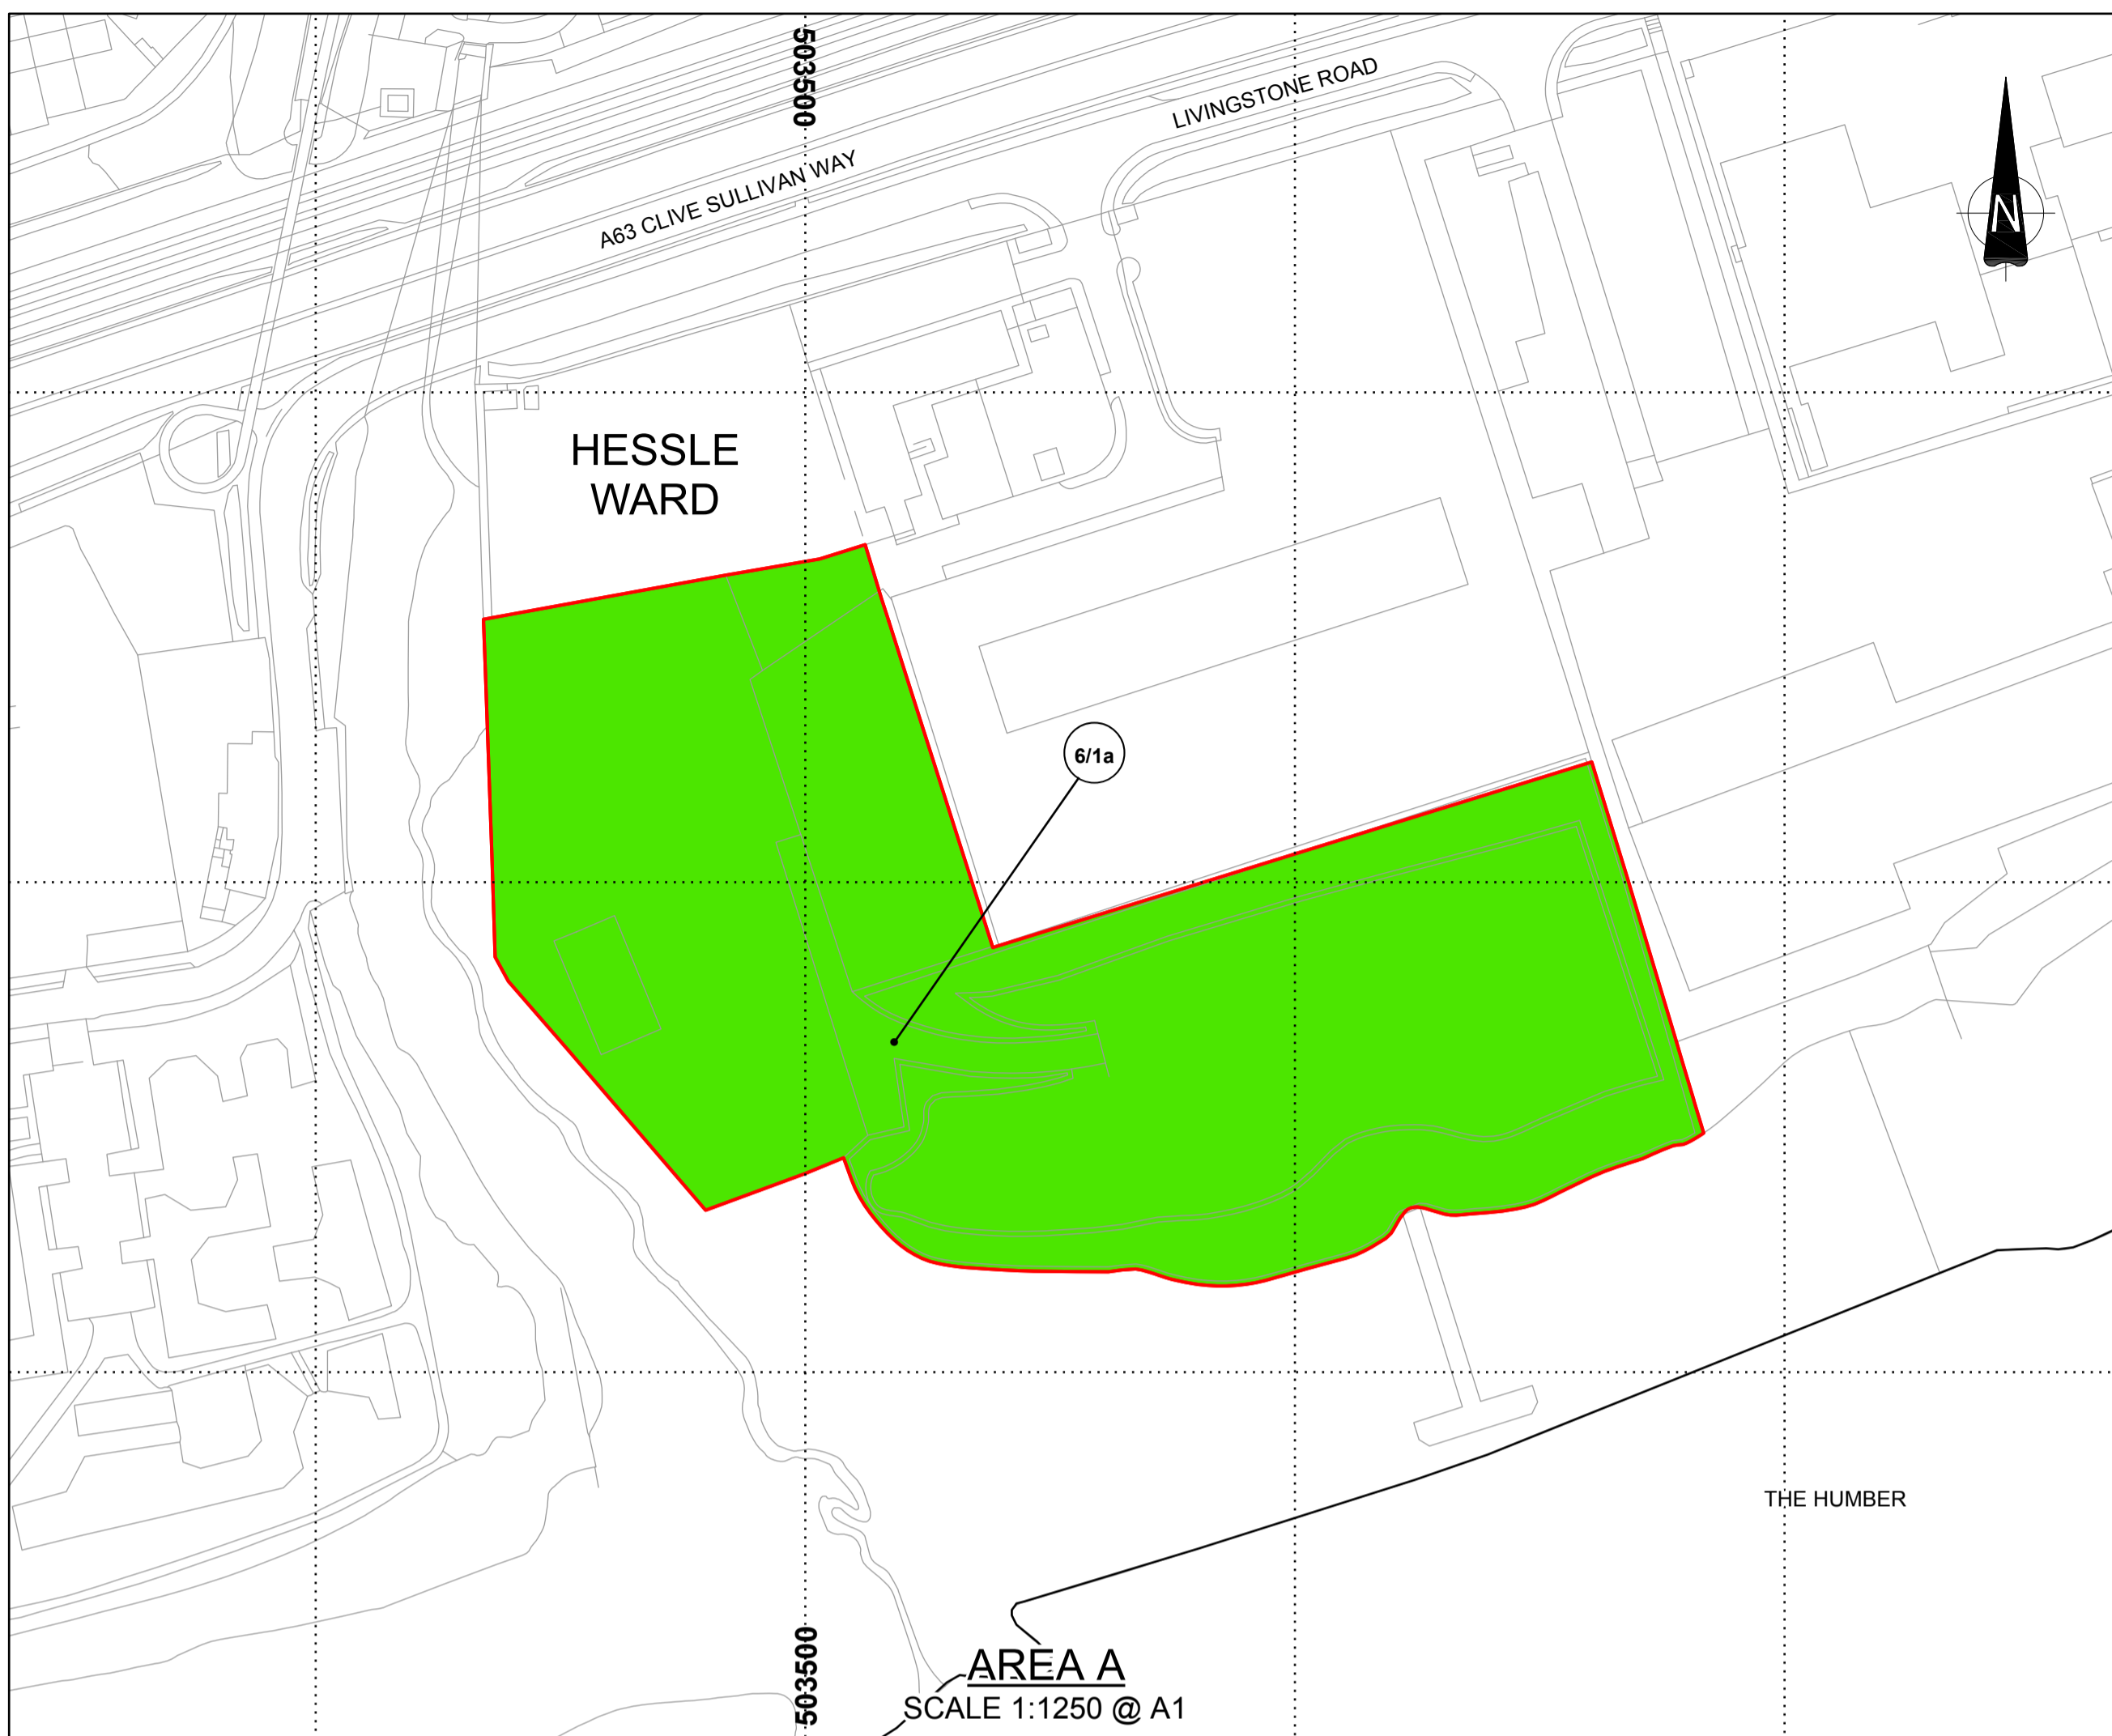 503500
LIVINGSTONE ROAD
A63 CLIVE SULLIVAN WAY
N
HESSLE
WARD
6/1a
THE HUMBER
503500
AREA A
SCALE 1:1250 @ A1